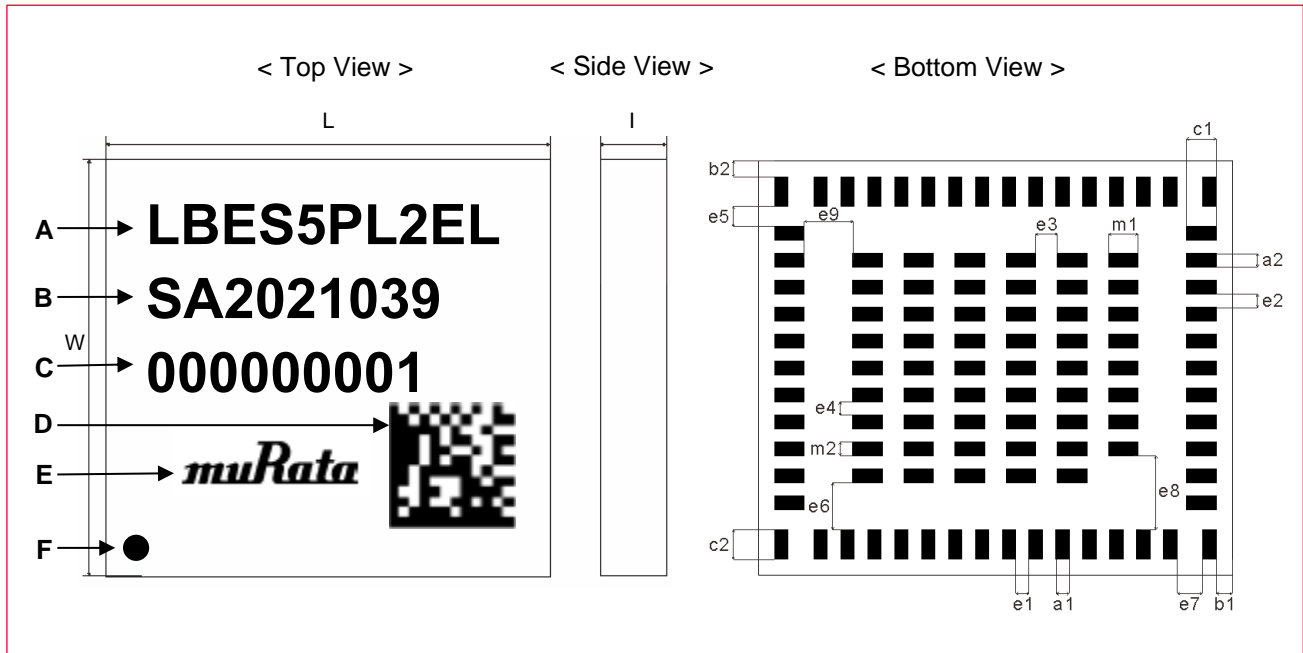 < Top View >
< Side View >
< Bottom View >
L
I
W
A
LBES5PL2EL
B
SA2021039
C
000000001
D
E
muRata
F
c1
b2
e5
e9
e3
m1
a2
e2
e4
m2
e6
e8
c2
e1
a1
e7
b1